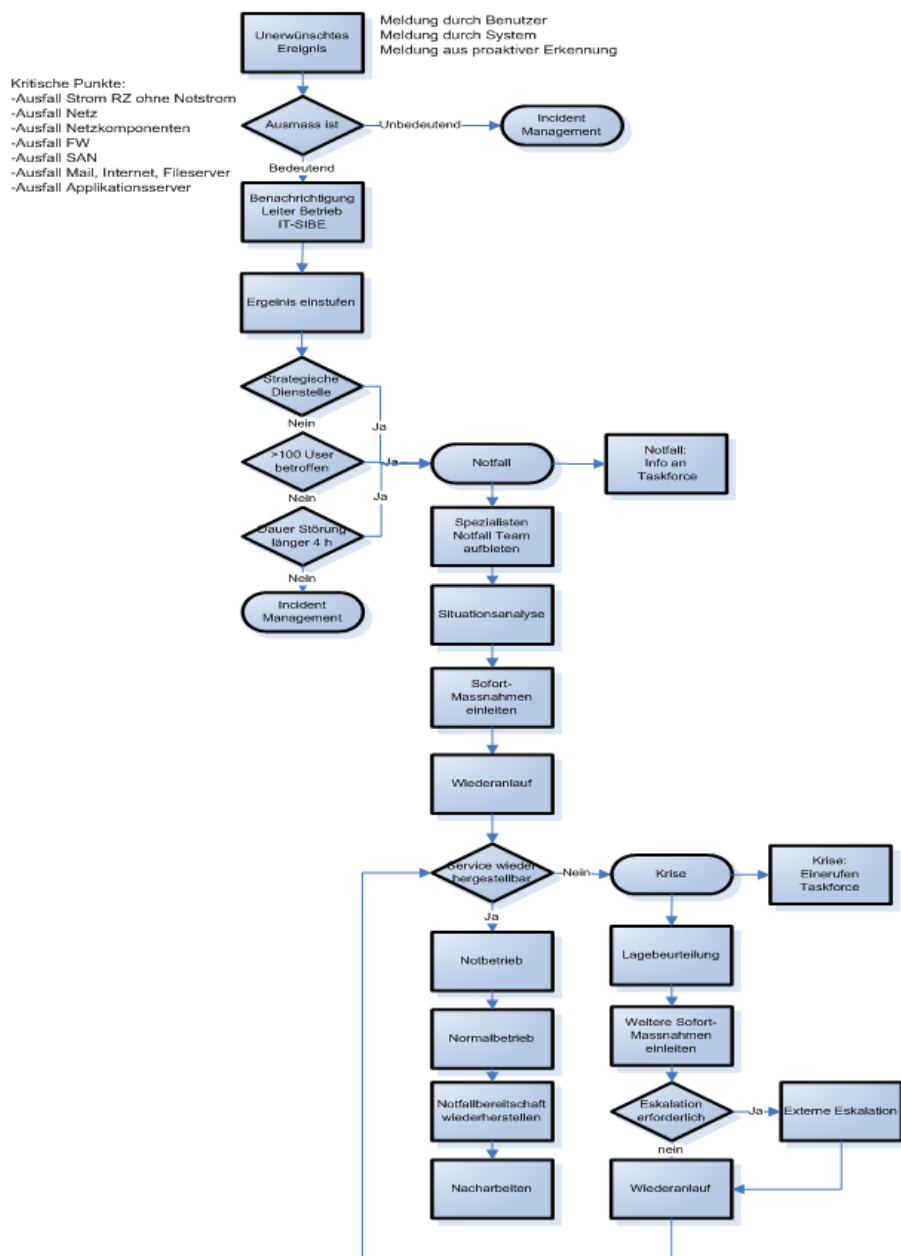 Unerwünschtes
Ereignis
Meldung durch Benutzer
Meldung durch System
Meldung aus proaktiver Erkennung
Kritische Punkte:
-Ausfall Strom RZ ohne Notstrom
-Ausfall Netz
-Ausfall Netzkomponenten
-Ausfall FW
-Ausfall SAN
-Ausfall Mail, Internet, Fileserver
-Ausfall Applikationsserver
Ausmass ist
Unbedeutend
Incident
Management
Bedeutend
Benachrichtigung
Leiter Betrieb
IT-SIBE
Ergeinis einstufen
Strategische
Dienstelle
Ja
Nein
>100 User
betroffen
Ja
Notfall
Notfall:
Info an
Taskforce
Nein
Ja
Dauer Störung
länger 4 h
Nein
Incident
Management
Spezialisten
Notfall Team
aufbieten
Situationsanalyse
Sofort-
Massnahmen
einleiten
Wiederanlauf
Service wieder
hergestellbar
Nein
Krise
Krise:
Einerufen
Taskforce
Ja
Notbetrieb
Lagebeurteilung
Normalbetrieb
Weitere Sofort-
Massnahmen
einleiten
Notfallbereitschaft
wiederherstellen
Eskalation
erforderlich
Ja
Externe Eskalation
nein
Nacharbeiten
Wiederanlauf